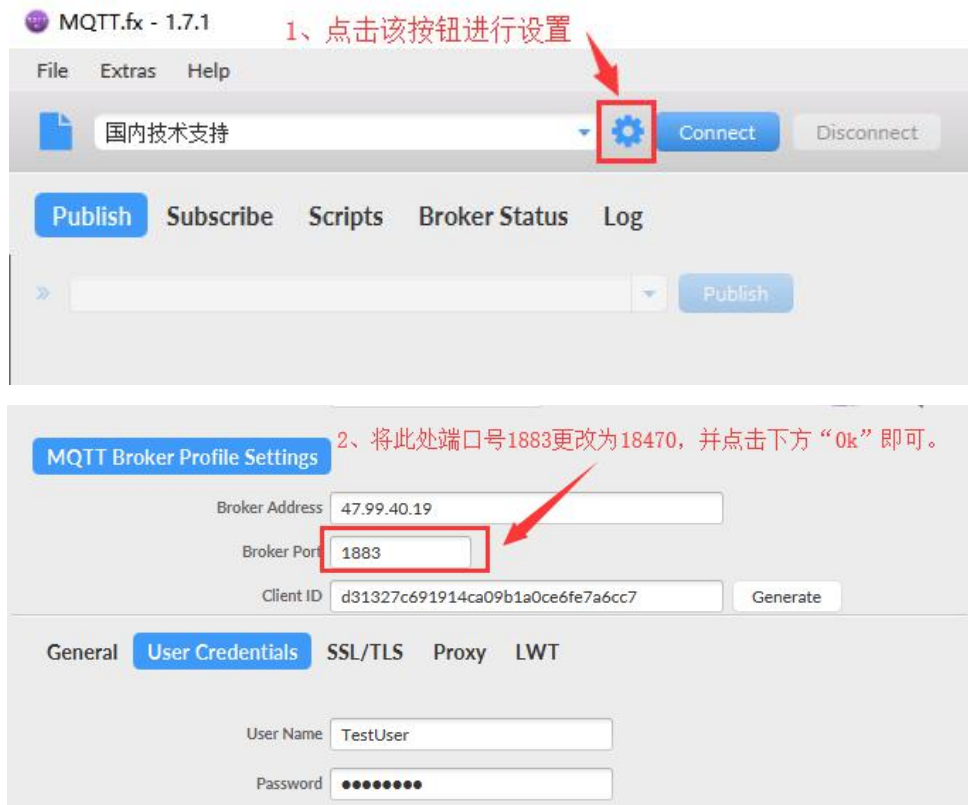 MQTT.fx - 1.7.1
1、点击该按钮进行设置
File Extras Help
国内技术支持 Connect Disconnect
Publish Subscribe Scripts Broker Status Log
» Publish
2、将此处端口号1883更改为18470，并点击下方“Ok”即可。
MQTT Broker Profile Settings
Broker Address 47.99.40.19
Broker Port 1883
Client ID d31327c691914ca09b1a0ce6fe7a6cc7 Generate
General User Credentials SSL/TLS Proxy LWT
User Name TestUser
Password ●●●●●●●●